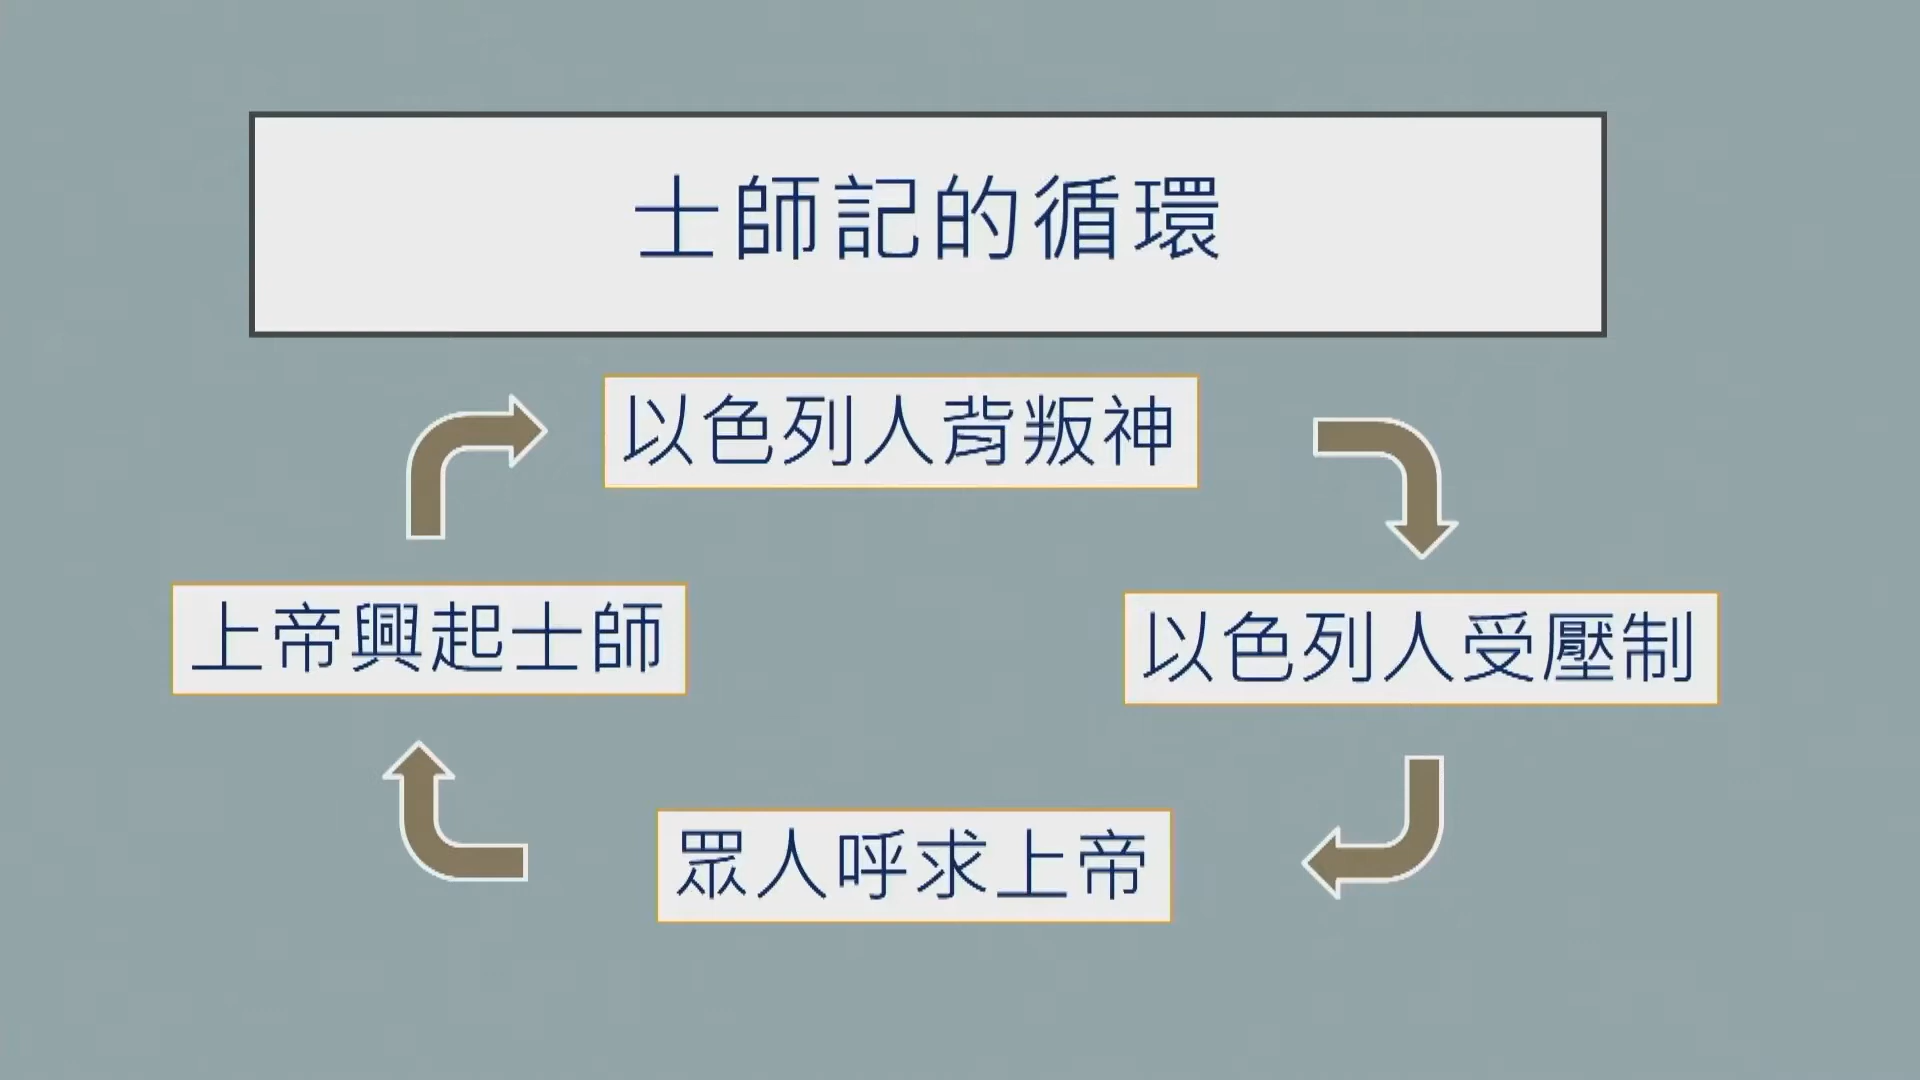 士師記的循環
以色列人背叛神
上帝興起士師
以色列人受壓制
眾人呼求上帝